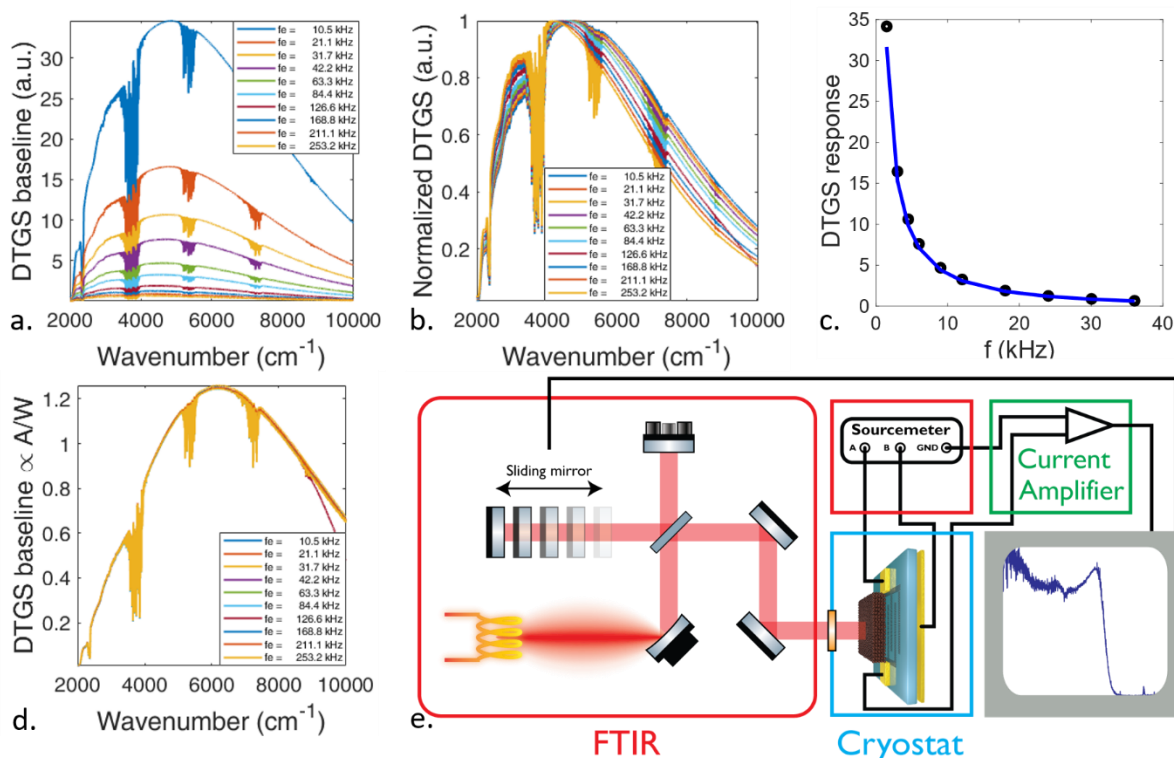 35
30
25
20
15
10
5
2000 4000 6000 8000 10000
DTGS baseline (a.u.)
Wavenumber (cm⁻¹)
fe = 10.5 kHz
fe = 21.1 kHz
fe = 31.7 kHz
fe = 42.2 kHz
fe = 63.3 kHz
fe = 84.4 kHz
fe = 126.6 kHz
fe = 168.8 kHz
fe = 211.1 kHz
fe = 253.2 kHz
a.
1
0.8
0.6
0.4
0.2
2000 4000 6000 8000 10000
Normalized DTGS (a.u.)
Wavenumber (cm⁻¹)
fe = 10.5 kHz
fe = 21.1 kHz
fe = 31.7 kHz
fe = 42.2 kHz
fe = 63.3 kHz
fe = 84.4 kHz
fe = 126.6 kHz
fe = 168.8 kHz
fe = 211.1 kHz
fe = 253.2 kHz
b.
35
30
25
20
15
10
5
0
0 10 20 30 40
DTGS response
f (kHz)
c.
1.2
1
0.8
0.6
0.4
0.2
2000 4000 6000 8000 10000
DTGS baseline ∝ A/W
Wavenumber (cm⁻¹)
fe = 10.5 kHz
fe = 21.1 kHz
fe = 31.7 kHz
fe = 42.2 kHz
fe = 63.3 kHz
fe = 84.4 kHz
fe = 126.6 kHz
fe = 168.8 kHz
fe = 211.1 kHz
fe = 253.2 kHz
d.
Sliding mirror
Sourcemeter
A B GND
Current
Amplifier
e.
FTIR
Cryostat